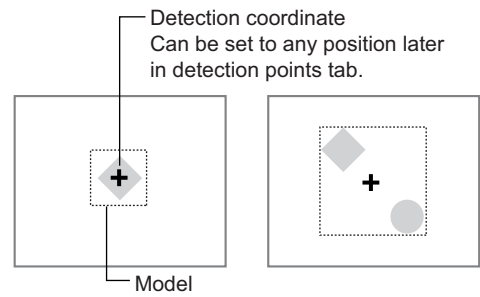 Detection coordinate
Can be set to any position later
in detection points tab.
Model